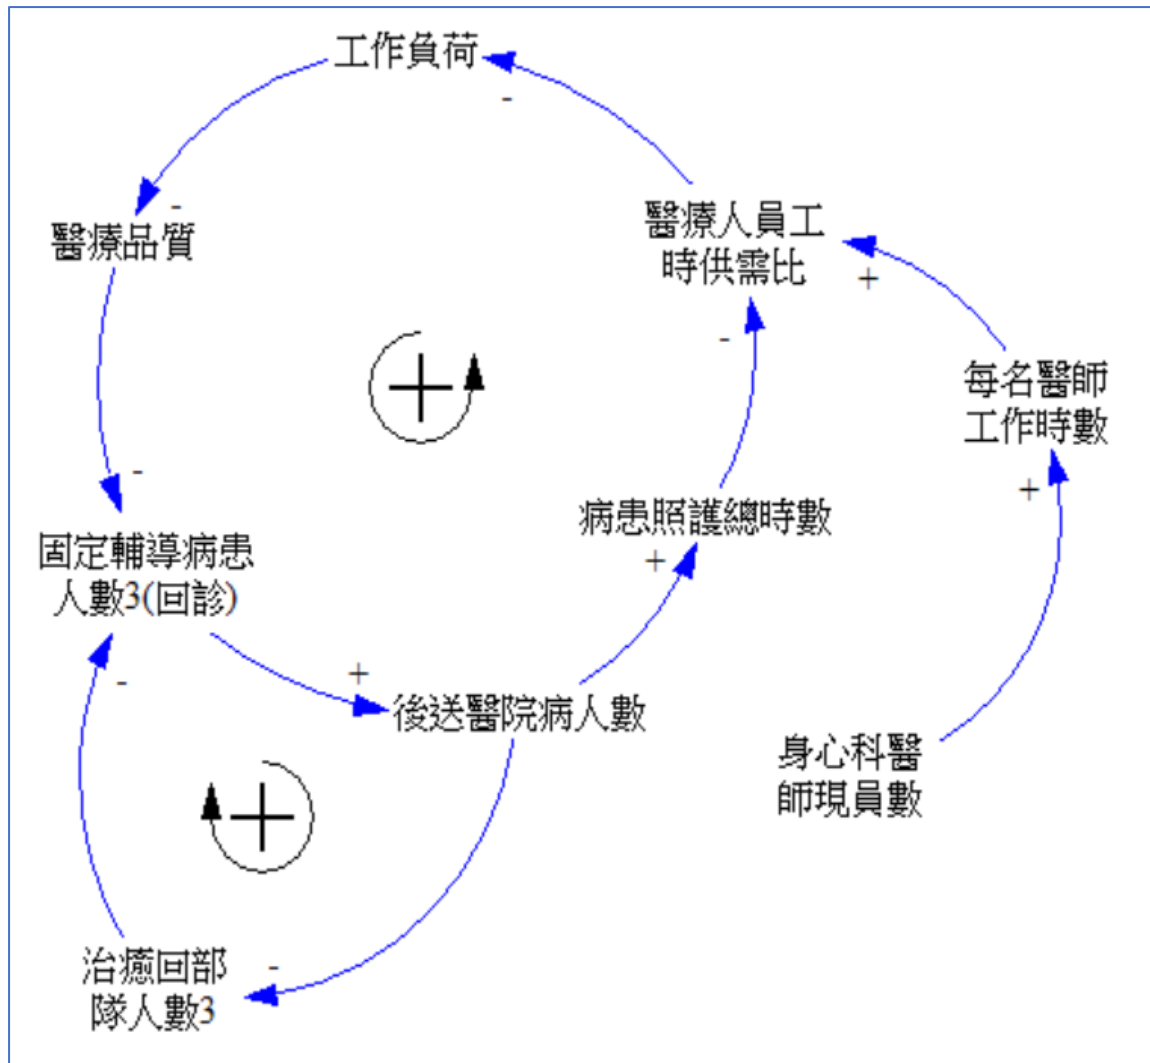 工作負荷
-
-
醫療品質
醫療人員工
時供需比
+
-
+
每名醫師
工作時數
-
+
病患照護總時數
+
固定輔導病患
人數3(回診)
+
-
+
後送醫院病人數
身心科醫
師現員數
+
治癒回部
隊人數3
-